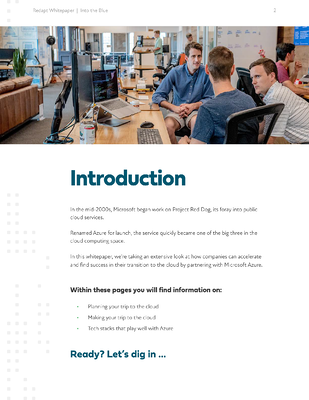 Whitepaper | Into the Blue
2
Introduction
In the mid-2000s, Microsoft began work on Project Red Dog, its foray into public
cloud services.
Renamed Azure for launch, the service quickly became one of the big three in the
cloud computing space.
In this whitepaper, we're taking an extensive look at how companies can accelerate
and find success in their transition to the cloud by partnering with Microsoft Azure.
Within these pages you will find information on:
- Planning your trip to the cloud
- Making your trip to the cloud
- Tech stacks that play well with Azure
Ready? Let's dig in ...